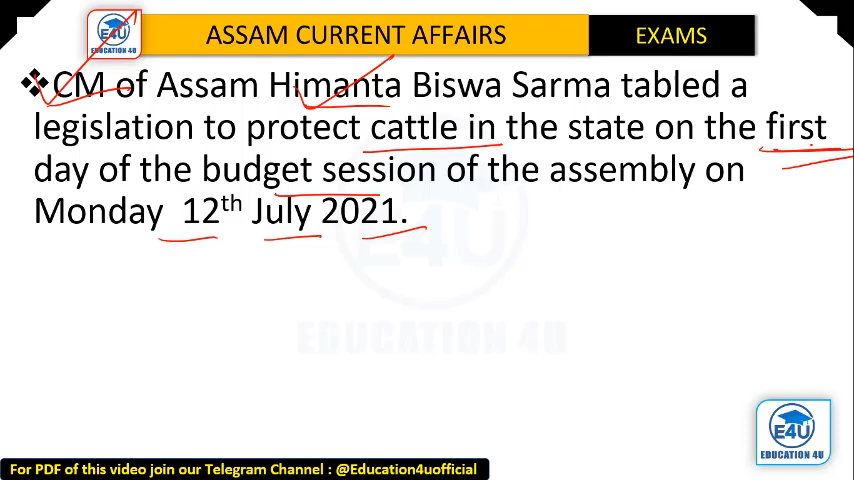 E4U
EDUCATION 4U
ASSAM CURRENT AFFAIRS
EXAMS
❖CM of Assam Himanta Biswa Sarma tabled a
legislation to protect cattle in the state on the first
day of the budget session of the assembly on
Monday 12th July 2021.
E4U
EDUCATION 4U
E4U
EDUCATION 4U
For PDF of this video join our Telegram Channel : @Education4uofficial